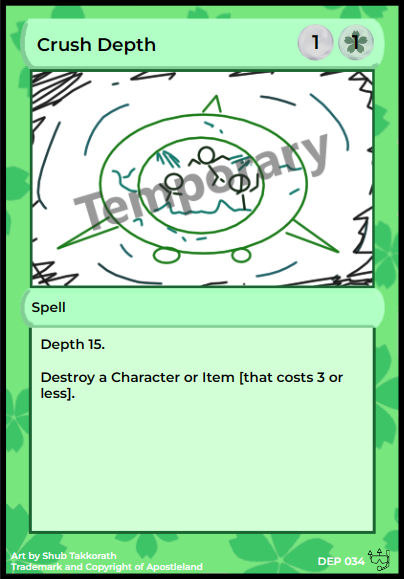 Crush Depth
1 1
Temporary
Spell
Depth 15.
Destroy a Character or Item [that costs 3 or
less].
Art by Shub Takkorath
Trademark and Copyright of Apostleland
DEP 034